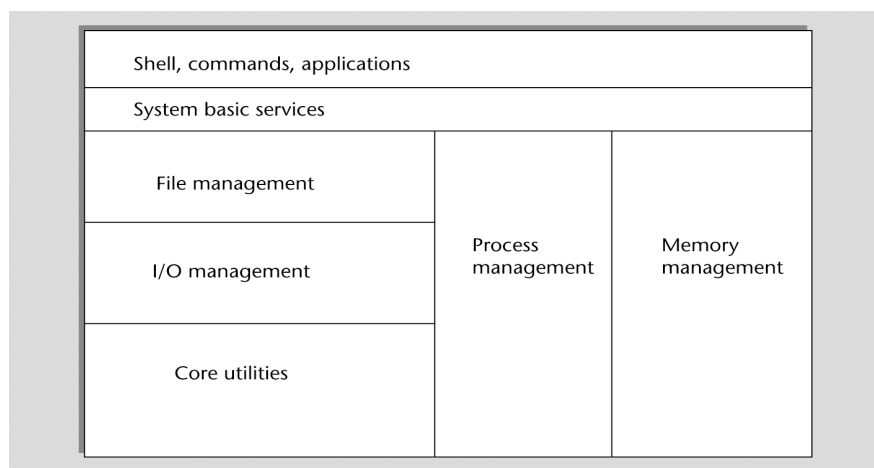 Shell, commands, applications
System basic services
File management
I/O management
Core utilities
Process
management
Memory
management